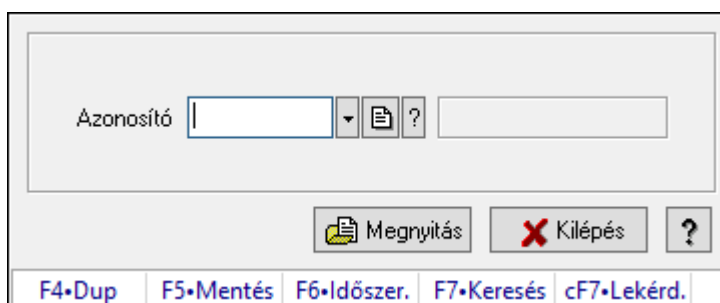 Azonosító ?
Megnyitás Kilépés ?
F4•Dup F5•Mentés F6•Időszer. F7•Keresés cF7•Lekérd.